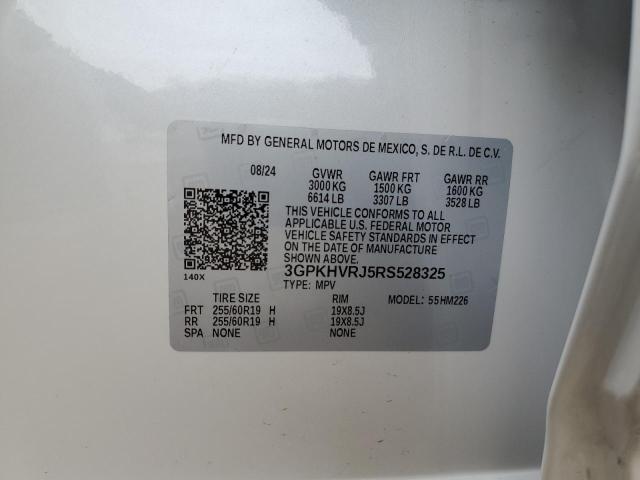 MFD BY GENERAL MOTORS DE MEXICO, S. DE R.L. DE C.V.
08/24 GVWR GAWR FRT GAWR RR
3000 KG 1500 KG 1600 KG
6614 LB 3307 LB 3528 LB
THIS VEHICLE CONFORMS TO ALL
APPLICABLE U.S. FEDERAL MOTOR
VEHICLE SAFETY STANDARDS IN EFFECT
ON THE DATE OF MANUFACTURE
SHOWN ABOVE.
3GPKHVRJ5RS528325
140X
TYPE: MPV
TIRE SIZE RIM MODEL: 55HM226
FRT 255/60R19 H 19X8.5J
RR 255/60R19 H 19X8.5J
SPA NONE NONE